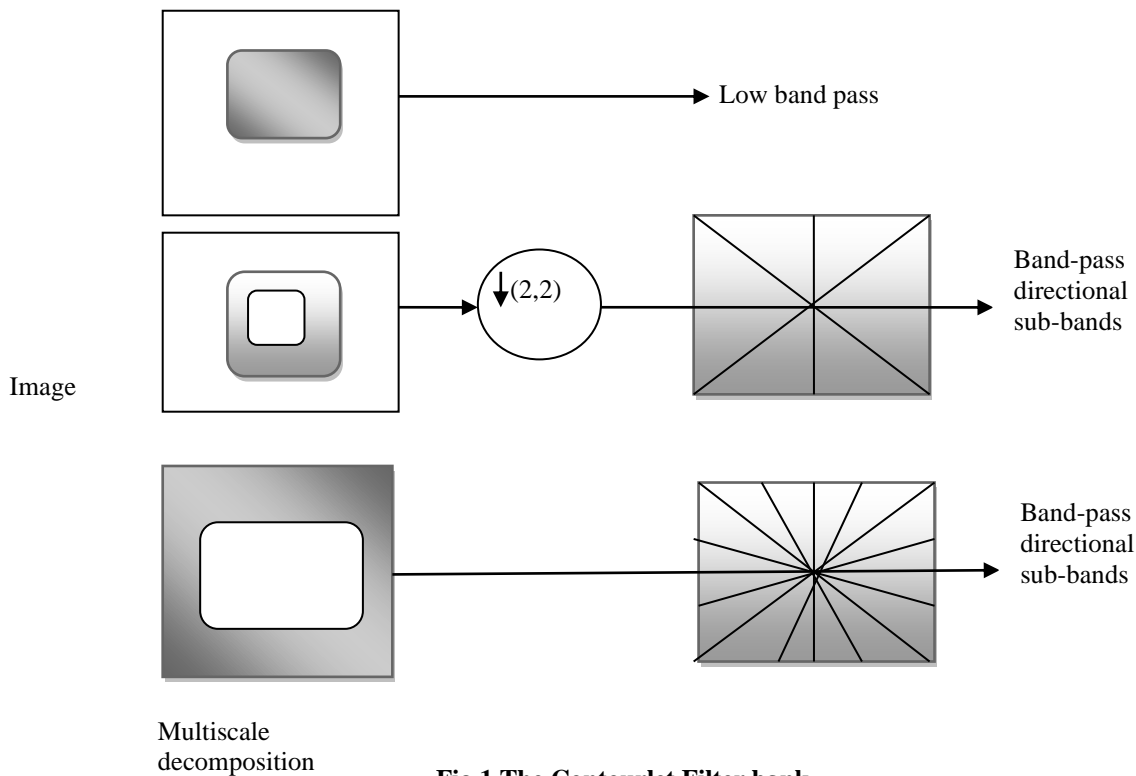 Low band pass
(2,2)
Band-pass
directional
sub-bands
Image
Band-pass
directional
sub-bands
Multiscale
decomposition
Fig 1 The Contourlet Filter bank